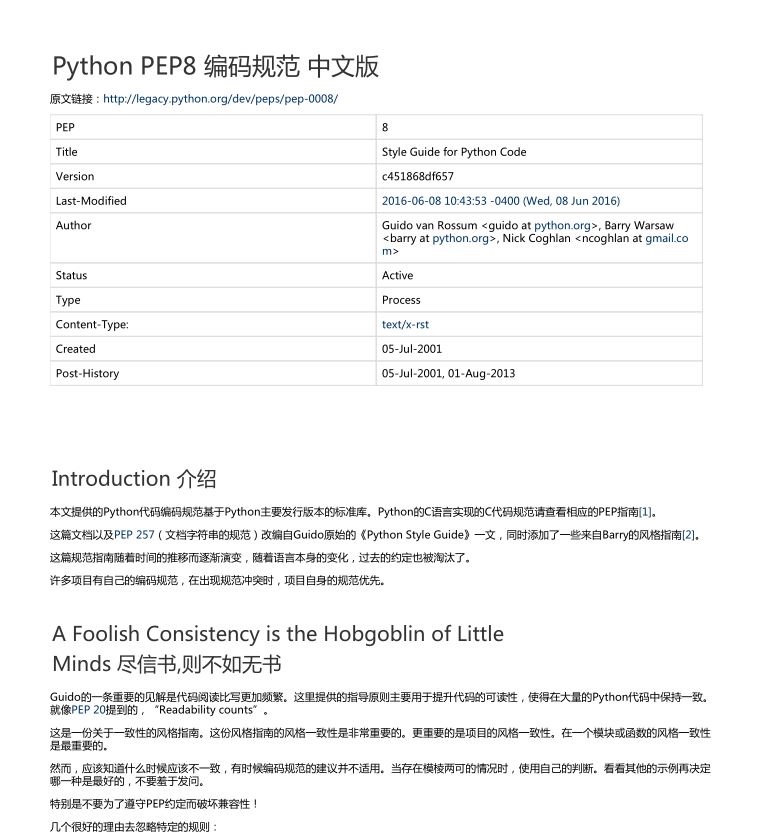 Python PEP8 编码规范 中文版
原文链接：http://legacy.python.org/dev/peps/pep-0008/
PEP 8
Title Style Guide for Python Code
Version c451868df657
Last-Modified 2016-06-08 10:43:53 -0400 (Wed, 08 Jun 2016)
Author Guido van Rossum <guido at python.org>, Barry Warsaw
<barry at python.org>, Nick Coghlan <ncoghlan at gmail.co
m>
Status Active
Type Process
Content-Type: text/x-rst
Created 05-Jul-2001
Post-History 05-Jul-2001, 01-Aug-2013
Introduction 介绍
本文提供的Python代码编码规范基于Python主要发行版本的标准库。Python的C语言实现的C代码规范请查看相应的PEP指南[1]。
这篇文档以及PEP 257（文档字符串的规范）改编自Guido原始的《Python Style Guide》一文，同时添加了一些来自Barry的风格指南[2]。
这篇规范指南随着时间的推移而逐渐演变，随着语言本身的变化，过去的约定也被淘汰了。
许多项目有自己的编码规范，在出现规范冲突时，项目自身的规范优先。
A Foolish Consistency is the Hobgoblin of Little
Minds 尽信书,则不如无书
Guido的一条重要的见解是代码阅读比写更加频繁。这里提供的指导原则主要用于提升代码的可读性，使得在大量的Python代码中保持一致。
就像PEP 20提到的，“Readability counts”。
这是一份关于一致性的风格指南。这份风格指南的风格一致性是非常重要的。更重要的是项目的风格一致性。在一个模块或函数的风格一致性
是最重要的。
然而，应该知道什么时候应该不一致，有时候编码规范的建议并不适用。当存在模棱两可的情况时，使用自己的判断。看看其他的示例再决定
哪一种是最好的，不要羞于发问。
特别是不要为了遵守PEP约定而破坏兼容性！
几个很好的理由去忽略特定的规则：